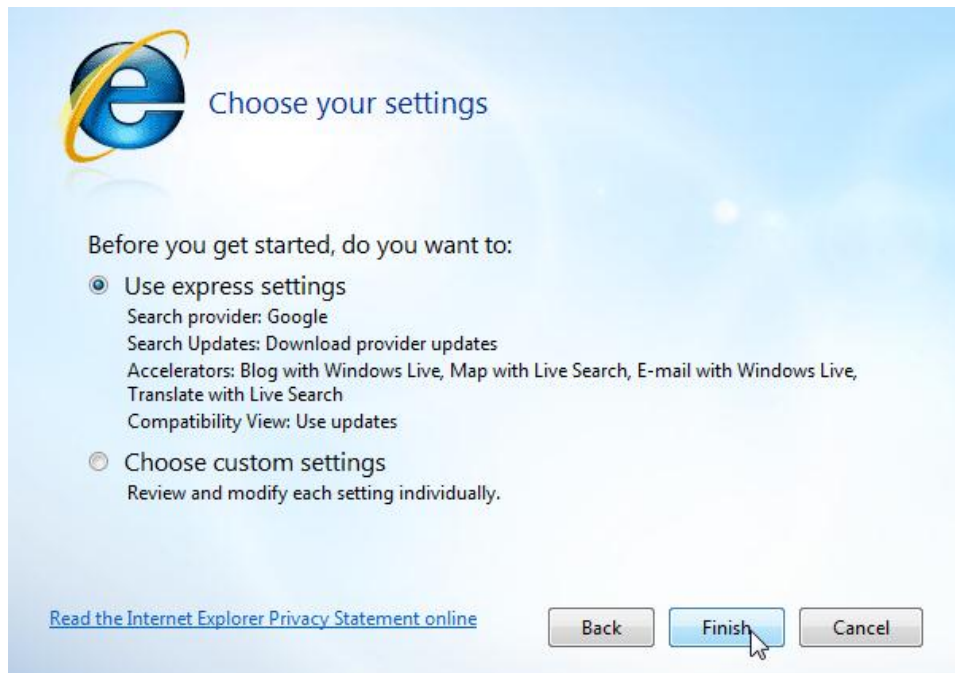 Choose your settings
Before you get started, do you want to:
Use express settings
Search provider: Google
Search Updates: Download provider updates
Accelerators: Blog with Windows Live, Map with Live Search, E-mail with Windows Live,
Translate with Live Search
Compatibility View: Use updates
Choose custom settings
Review and modify each setting individually.
Read the Internet Explorer Privacy Statement online
Back
Finish
Cancel